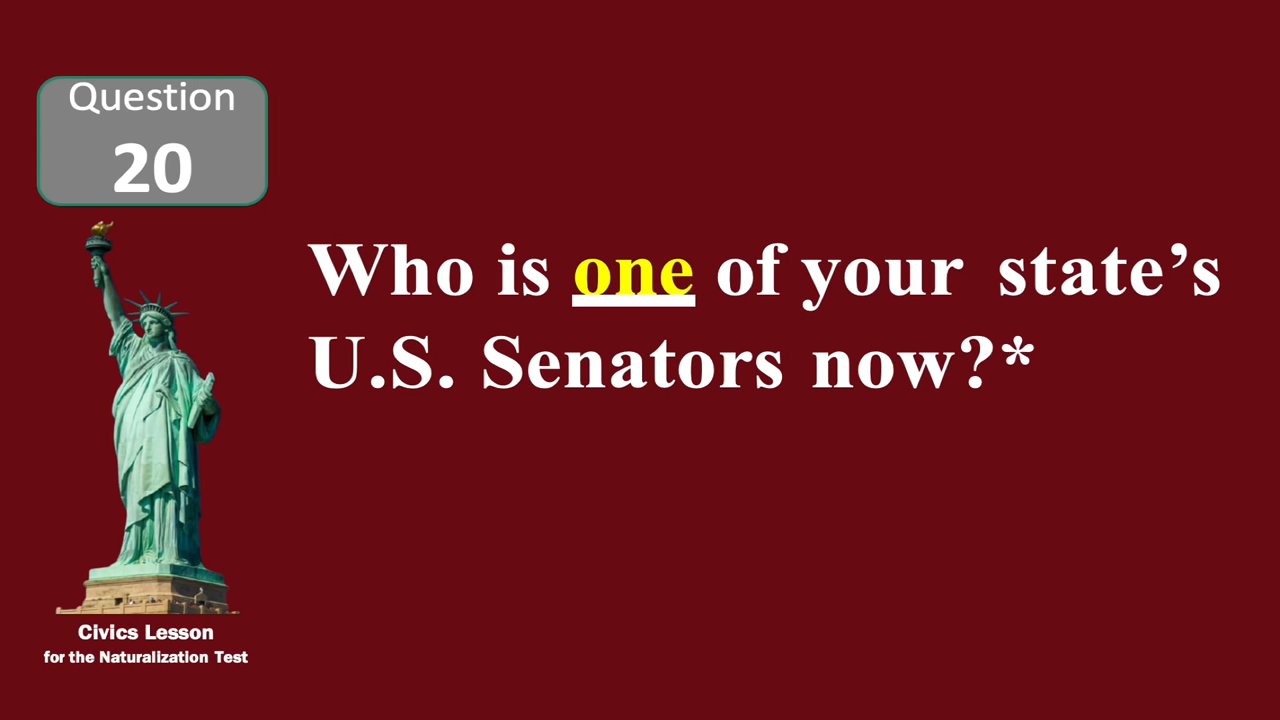 Question
20
Who is one of your state’s
U.S. Senators now?*
Civics Lesson
for the Naturalization Test